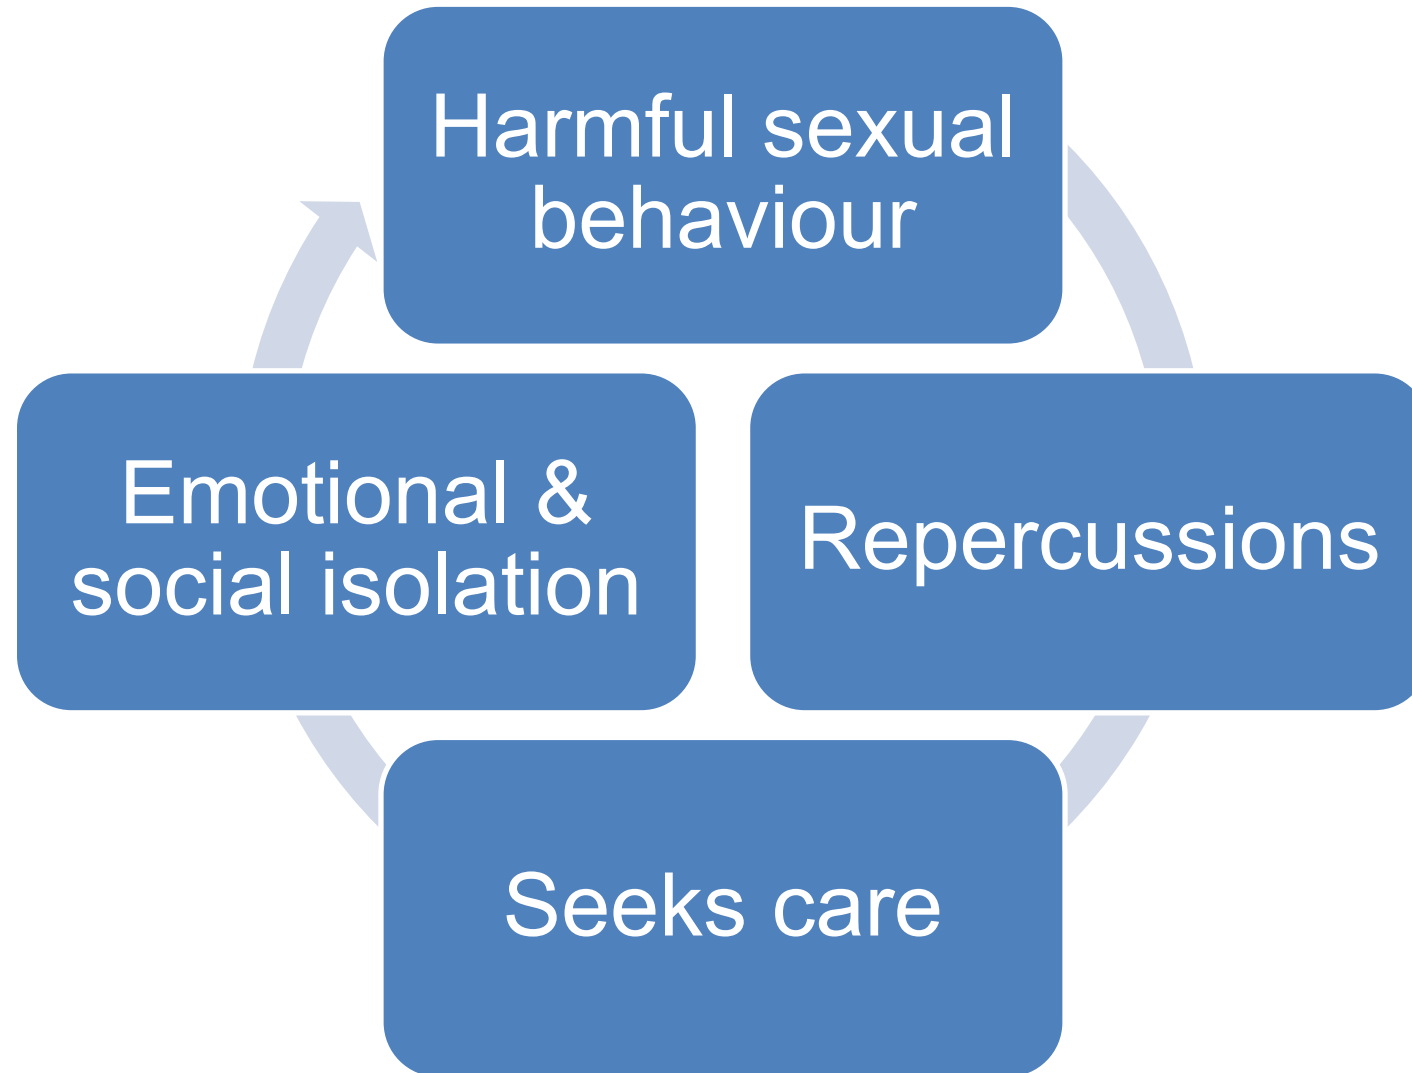 Harmful sexual
behaviour
Emotional &
social isolation
Repercussions
Seeks care